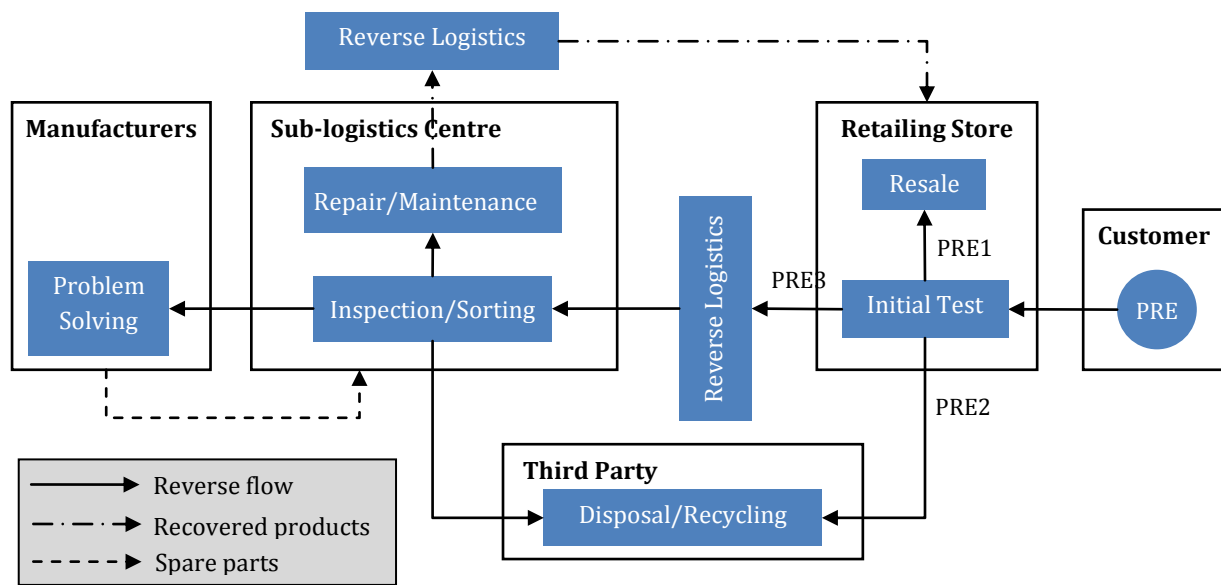 Reverse Logistics
Manufacturers
Sub-logistics Centre
Retailing Store
Repair/Maintenance
Resale
Customer
PRE1
Problem
Solving
Inspection/Sorting
Reverse Logistics
PRE3
Initial Test
PRE
PRE2
Third Party
Disposal/Recycling
Reverse flow
Recovered products
Spare parts